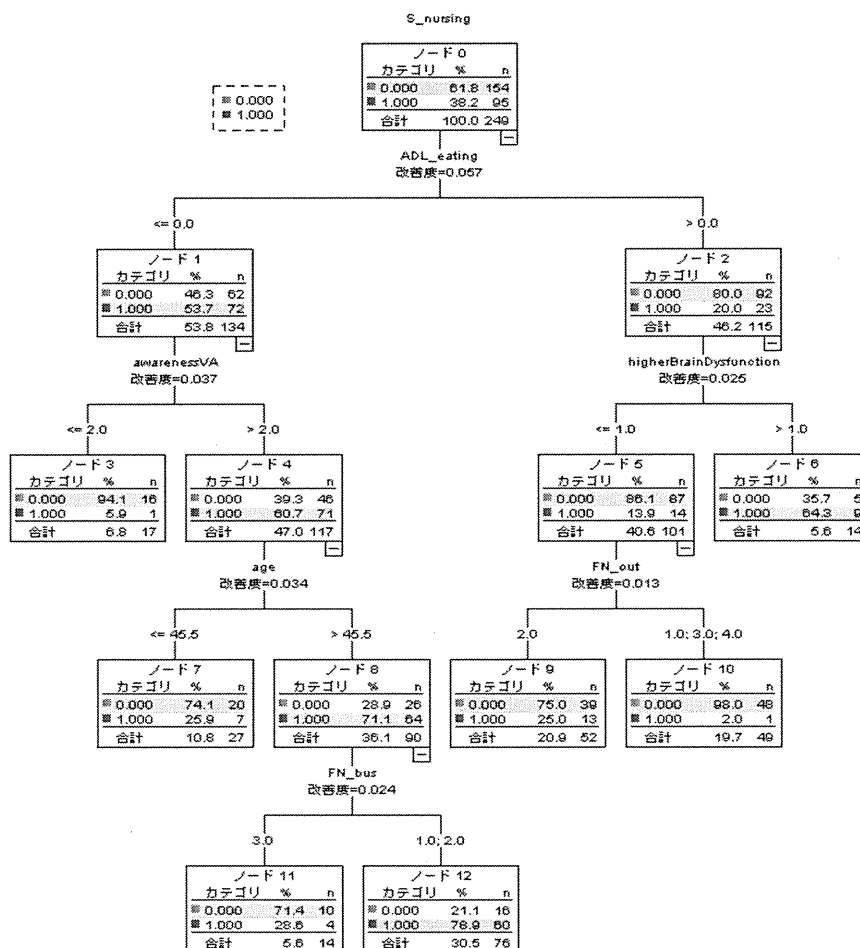 S_nursing
ノード 0
カテゴリ % n
0.000 61.8 154
1.000 38.2 95
合計 100.0 249
0.000
1.000
ADL_eating
改善度=0.057
<= 0.0
> 0.0
ノード 1
カテゴリ % n
0.000 46.3 62
1.000 53.7 72
合計 53.8 134
ノード 2
カテゴリ % n
0.000 80.0 92
1.000 20.0 23
合計 46.2 115
awarenessVA
改善度=0.037
higherBrainDysfunction
改善度=0.025
<= 2.0
> 2.0
<= 1.0
> 1.0
ノード 3
カテゴリ % n
0.000 94.1 16
1.000 5.9 1
合計 6.8 17
ノード 4
カテゴリ % n
0.000 39.3 46
1.000 60.7 71
合計 47.0 117
ノード 5
カテゴリ % n
0.000 86.1 87
1.000 13.9 14
合計 40.6 101
ノード 6
カテゴリ % n
0.000 35.7 5
1.000 64.3 9
合計 5.6 14
age
改善度=0.034
FN_out
改善度=0.013
<= 45.5
> 45.5
2.0
1.0; 3.0; 4.0
ノード 7
カテゴリ % n
0.000 74.1 20
1.000 25.9 7
合計 10.8 27
ノード 8
カテゴリ % n
0.000 28.9 26
1.000 71.1 64
合計 36.1 90
ノード 9
カテゴリ % n
0.000 75.0 39
1.000 25.0 13
合計 20.9 52
ノード 10
カテゴリ % n
0.000 98.0 48
1.000 2.0 1
合計 19.7 49
FN_bus
改善度=0.024
3.0
1.0; 2.0
ノード 11
カテゴリ % n
0.000 71.4 10
1.000 28.6 4
合計 5.6 14
ノード 12
カテゴリ % n
0.000 21.1 16
1.000 78.9 60
合計 30.5 76